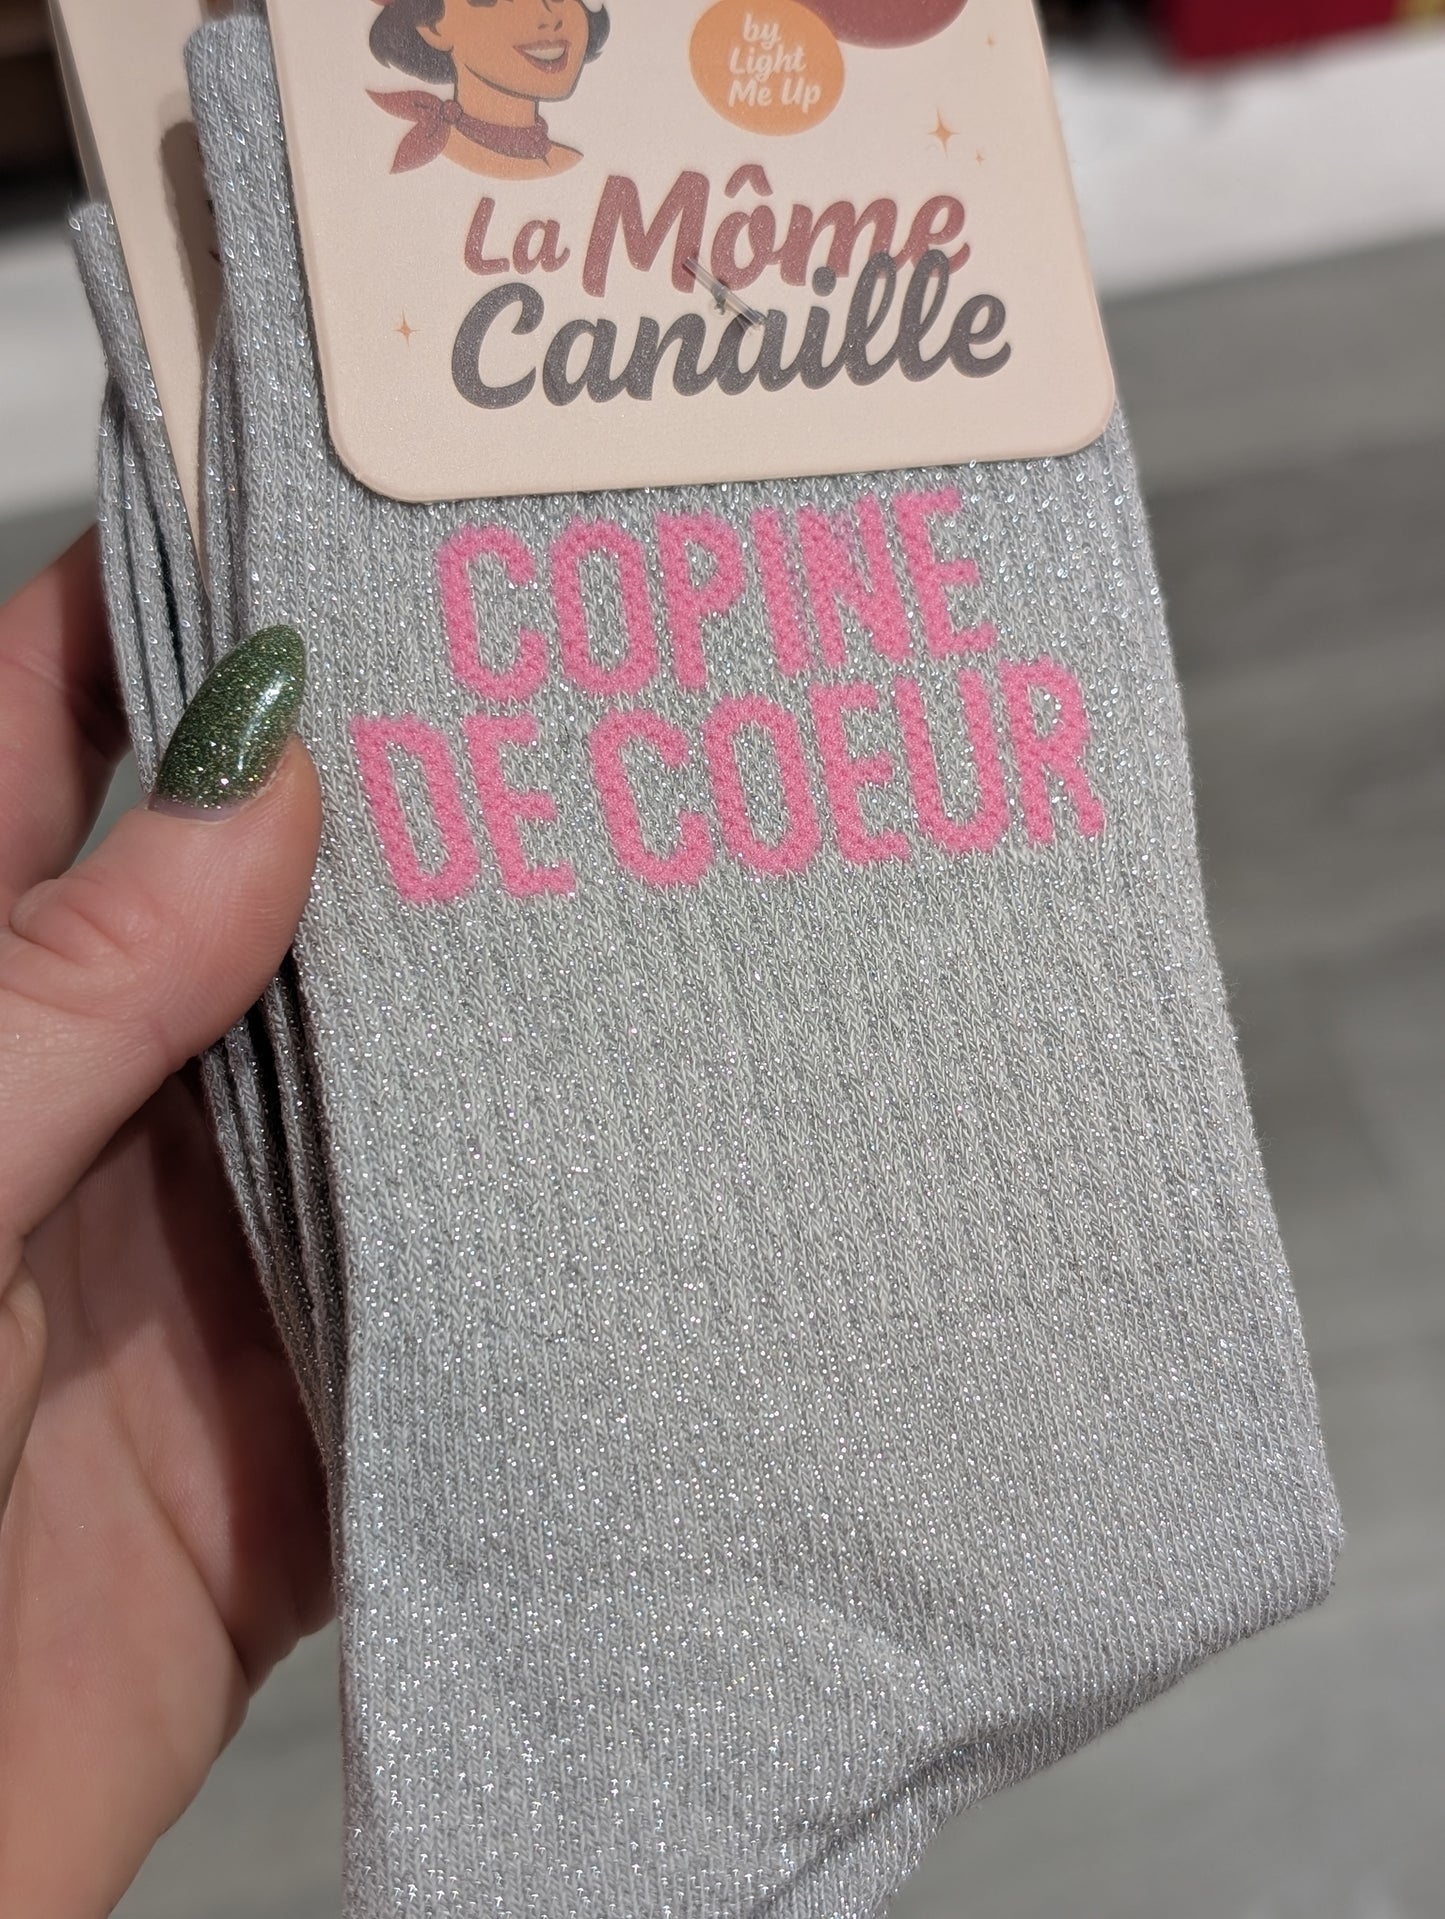 by
Light
Me Up
La Môme
Canaille
COPINE
DE COEUR